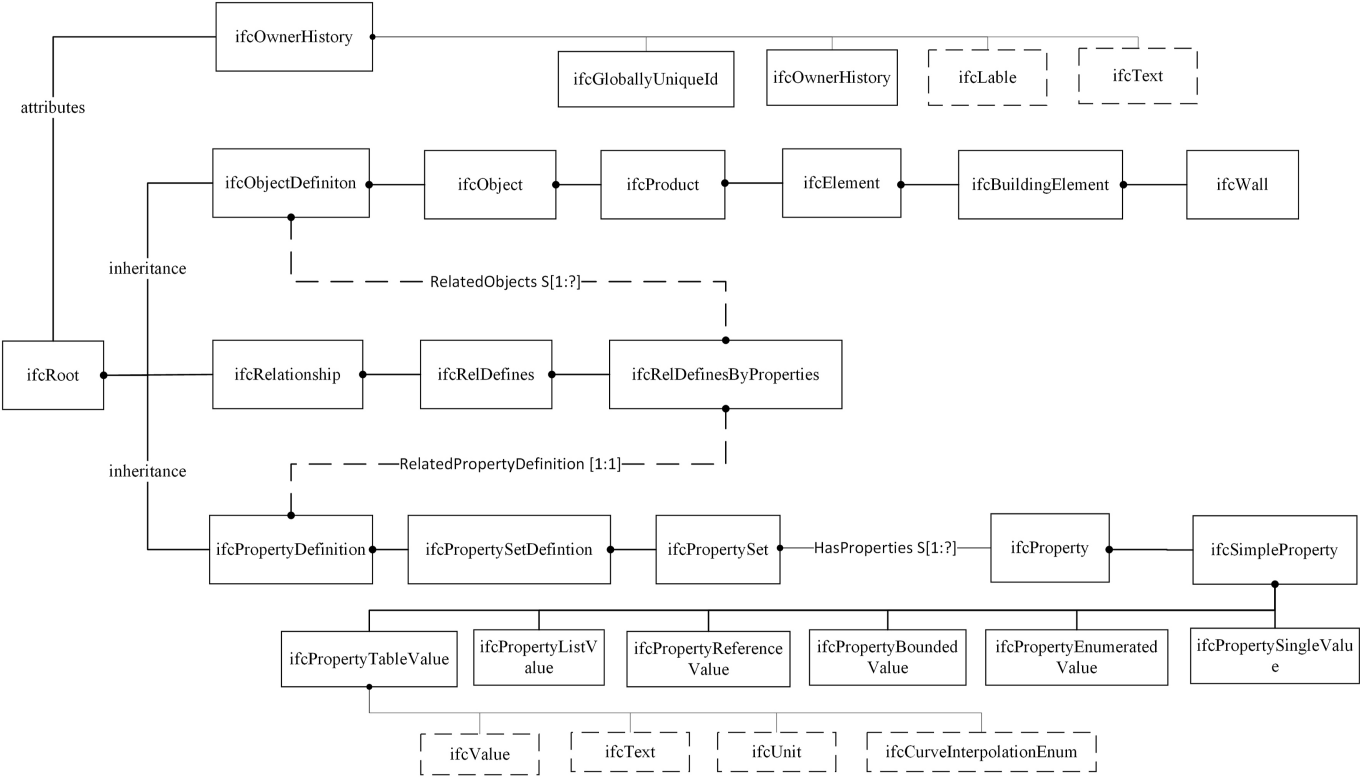 ifcOwnerHistory
ifcGloballyUniqueId
ifcOwnerHistory
ifcLable
ifcText
attributes
ifcObjectDefiniton
ifcObject
ifcProduct
ifcElement
ifcBuildingElement
ifcWall
inheritance
RelatedObjects S[1:?]
ifcRoot
ifcRelationship
ifcRelDefines
ifcRelDefinesByProperties
inheritance
RelatedPropertyDefinition [1:1]
ifcPropertyDefinition
ifcPropertySetDefintion
ifcPropertySet
HasProperties S[1:?]
ifcProperty
ifcSimpleProperty
ifcPropertyTableValue
ifcPropertyListV
alue
ifcPropertyReference
Value
ifcPropertyBounded
Value
ifcPropertyEnumerated
Value
ifcPropertySingleValu
e
ifcValue
ifcText
ifcUnit
ifcCurveInterpolationEnum